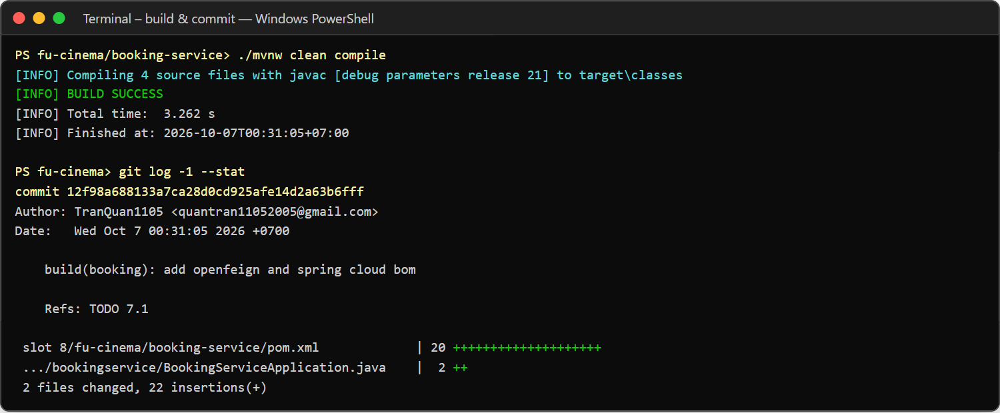 Terminal – build & commit — Windows PowerShell
PS fu-cinema/booking-service> ./mvnw clean compile
[INFO] Compiling 4 source files with javac [debug parameters release 21] to target\classes
[INFO] BUILD SUCCESS
[INFO] Total time:  3.262 s
[INFO] Finished at: 2026-10-07T00:31:05+07:00
PS fu-cinema> git log -1 --stat
commit 12f98a688133a7ca28d0cd925afe14d2a63b6fff
Author: TranQuan1105 <quantran11052005@gmail.com>
Date:   Wed Oct 7 00:31:05 2026 +0700
build(booking): add openfeign and spring cloud bom
Refs: TODO 7.1
slot 8/fu-cinema/booking-service/pom.xml | 20 ++++++++++++++++++++
.../bookingservice/BookingServiceApplication.java | 2 ++
2 files changed, 22 insertions(+)